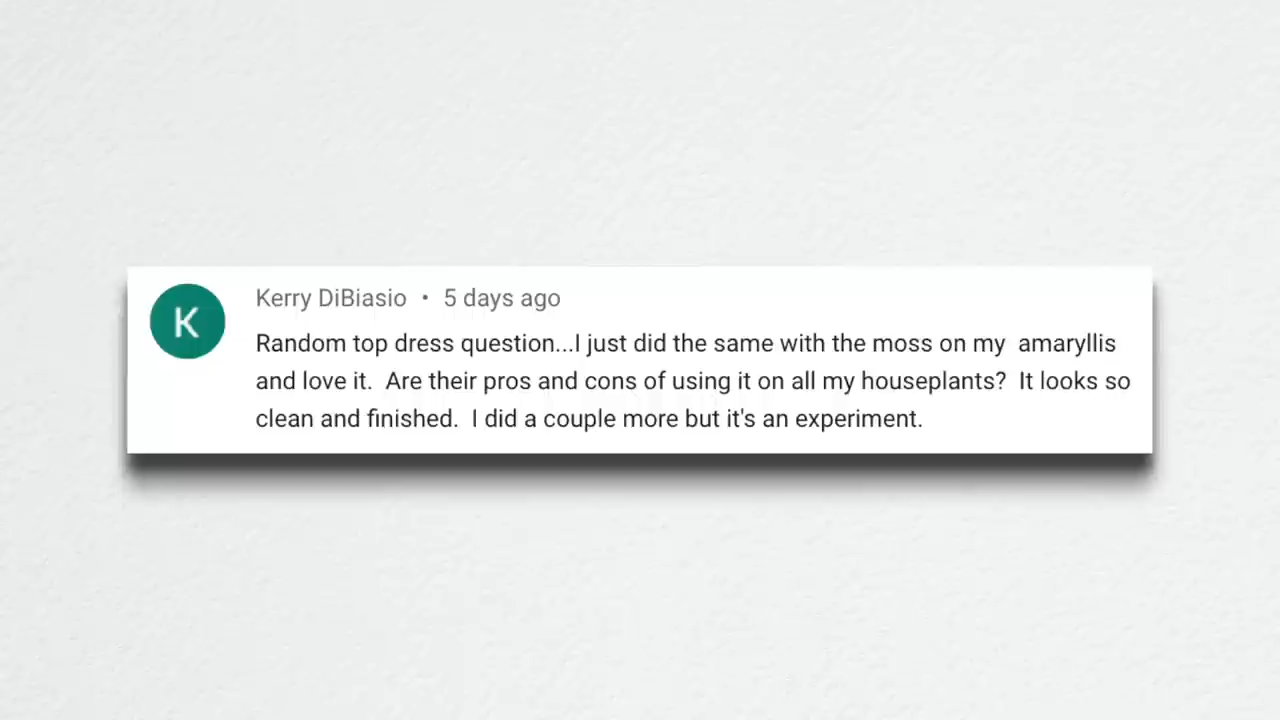 K
Kerry DiBiasio • 5 days ago
Random top dress question...I just did the same with the moss on my  amaryllis
and love it.  Are their pros and cons of using it on all my houseplants?  It looks so
clean and finished.  I did a couple more but it's an experiment.